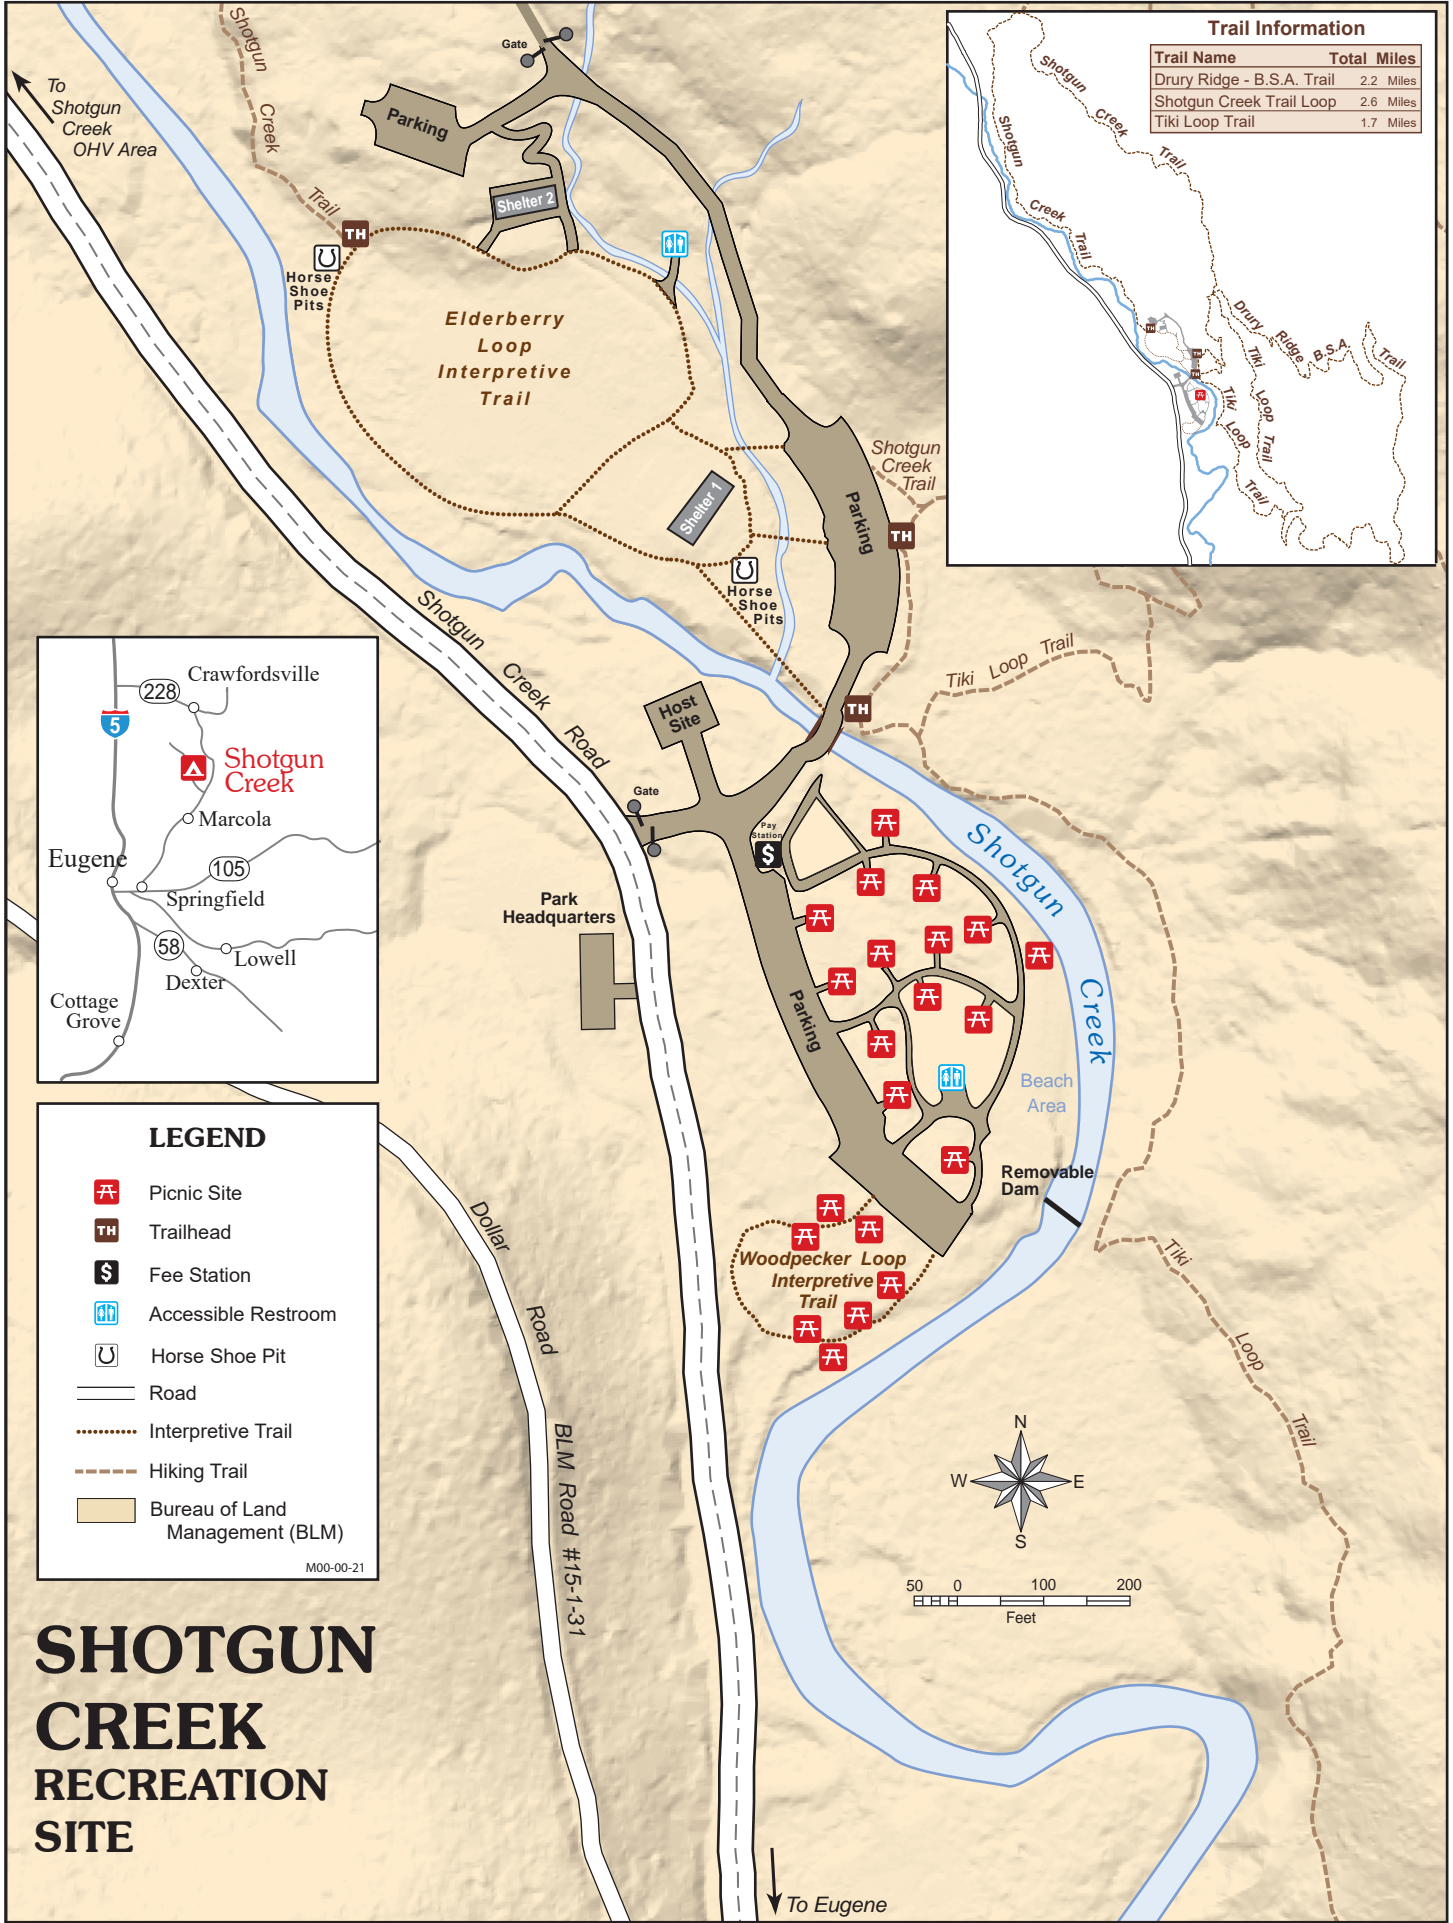 Gate
To
Shotgun
Creek
OHV Area
Shotgun
Creek
Trail
Parking
Shelter 2
TH
Horse
Shoe
Pits
Elderberry
Loop
Interpretive
Trail
Trail Information
Trail Name Total Miles
Drury Ridge - B.S.A. Trail 2.2 Miles
Shotgun Creek Trail Loop 2.6 Miles
Tiki Loop Trail 1.7 Miles
Shotgun
Creek
Trail
Shotgun
Creek
Trail
Drury
Ridge
B.S.A.
Trail
Tiki
Loop
Trail
Tiki
Loop
Trail
TH
TH
TH
Shotgun
Creek
Trail
Shelter 1
Parking
TH
Horse
Shoe
Pits
Tiki Loop Trail
TH
Shotgun
Creek
Road
Host
Site
Gate
Pay
Station
$
Park
Headquarters
Parking
Shotgun
Creek
Beach
Area
Removable
Dam
Woodpecker Loop
Interpretive
Trail
Tiki
Loop
Trail
228
Crawfordsville
5
Shotgun
Creek
Marcola
Eugene
105
Springfield
58
Lowell
Dexter
Cottage
Grove
LEGEND
Picnic Site
TH
Trailhead
$
Fee Station
Accessible Restroom
Horse Shoe Pit
Road
Interpretive Trail
Hiking Trail
Bureau of Land
Management (BLM)
M00-00-21
Dollar
Road
BLM Road #15-1-31
N
W
E
S
50 0 100 200
Feet
SHOTGUN
CREEK
RECREATION
SITE
To Eugene